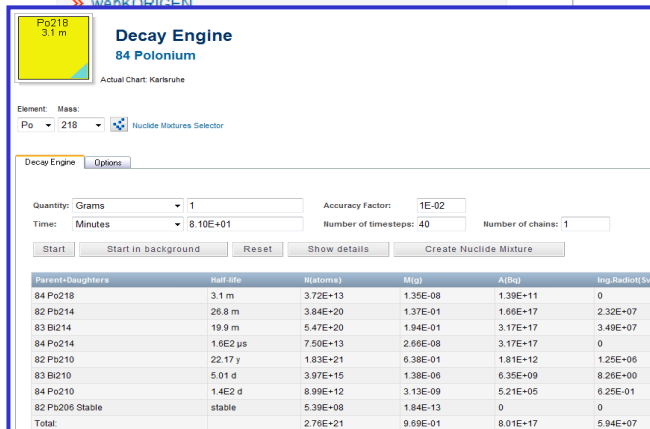 webKORIGEN
Po218
3.1 m
Decay Engine
84 Polonium
Actual Chart: Karlsruhe
Element: Mass:
Po 218 Nuclide Mixtures Selector
Decay Engine Options
Quantity: Grams 1 Accuracy Factor: 1E-02
Time: Minutes 8.10E+01 Number of timesteps: 40 Number of chains: 1
Start Start in background Reset Show details Create Nuclide Mixture
Parent+Daughters Half-life N(atoms) M(g) A(Bq) Ing.Radiot(Sv
84 Po218 3.1 m 3.72E+13 1.35E-08 1.39E+11 0
82 Pb214 26.8 m 3.84E+20 1.37E-01 1.66E+17 2.32E+07
83 Bi214 19.9 m 5.47E+20 1.94E-01 3.17E+17 3.49E+07
84 Po214 1.6E2 µs 7.50E+13 2.66E-08 3.17E+17 0
82 Pb210 22.17 y 1.83E+21 6.38E-01 1.81E+12 1.25E+06
83 Bi210 5.01 d 3.97E+15 1.38E-06 6.35E+09 8.26E+00
84 Po210 1.4E2 d 8.99E+12 3.13E-09 5.21E+05 6.25E-01
82 Pb206 Stable stable 5.39E+08 1.84E-13 0 0
Total: 2.76E+21 9.69E-01 8.01E+17 5.94E+07